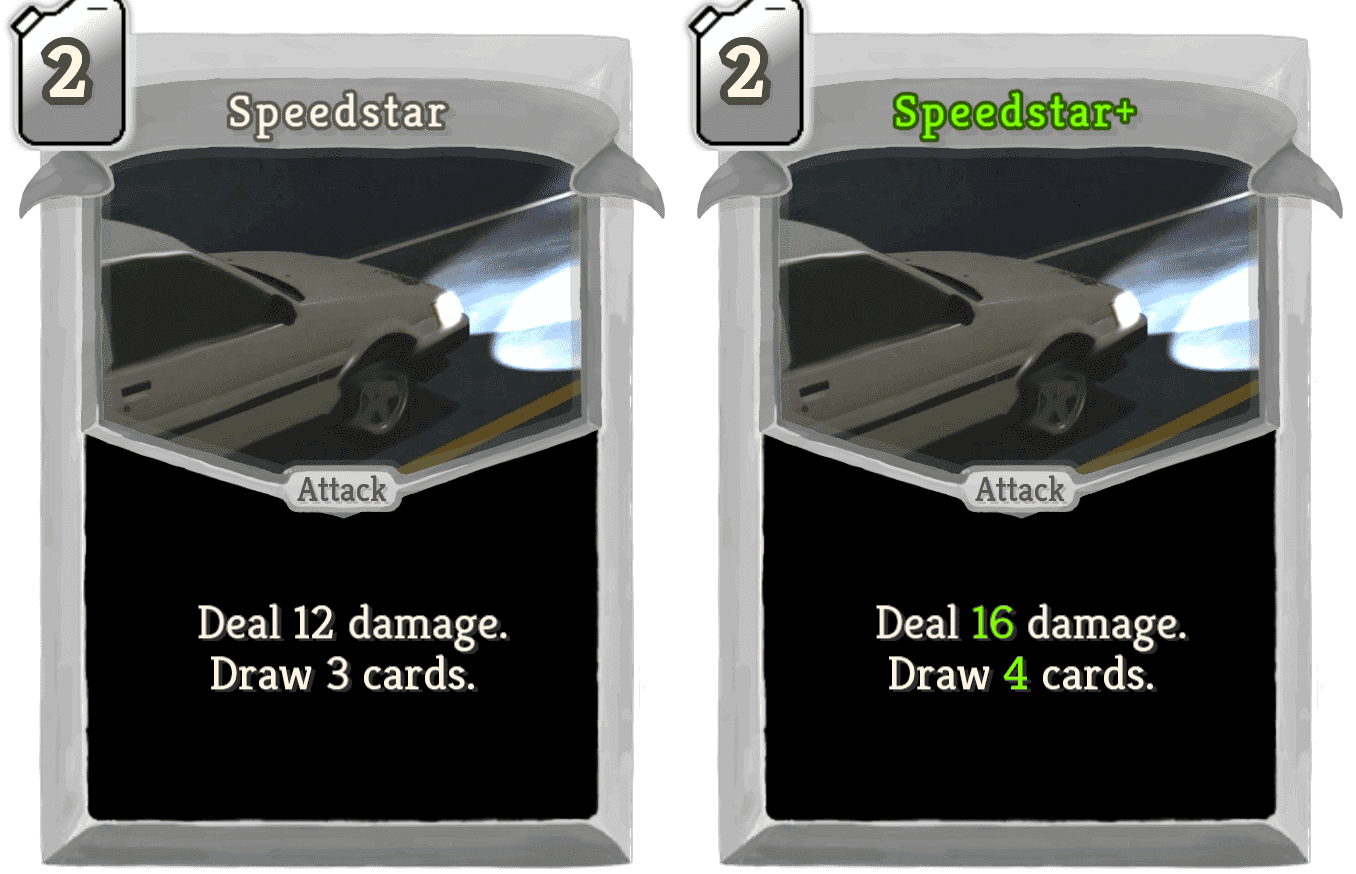 2
Speedstar
Attack
Deal 12 damage.
Draw 3 cards.
2
Speedstar+
Attack
Deal 16 damage.
Draw 4 cards.